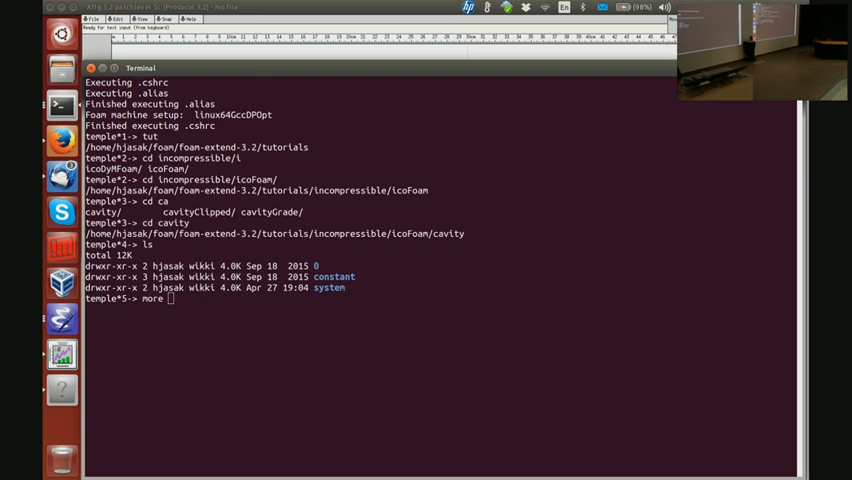 Xfig 3.2 patchlevel 5c (Protocol 3.2) - No file
En
(98%)
File
Edit
View
Snap
Help
Ready for text input (from keyboard)
Terminal
Executing .cshrc
Executing .alias
Finished executing .alias
Foam machine setup:  linux64GccDPOpt
Finished executing .cshrc
temple*1-> tut
/home/hjasak/foam/foam-extend-3.2/tutorials
temple*2-> cd incompressible/i
icoDyMFoam/ icoFoam/
temple*2-> cd incompressible/icoFoam/
/home/hjasak/foam/foam-extend-3.2/tutorials/incompressible/icoFoam
temple*3-> cd ca
cavity/        cavityClipped/ cavityGrade/
temple*3-> cd cavity
/home/hjasak/foam/foam-extend-3.2/tutorials/incompressible/icoFoam/cavity
temple*4-> ls
total 12K
drwxr-xr-x 2 hjasak wikki 4.0K Sep 18  2015 0
drwxr-xr-x 3 hjasak wikki 4.0K Sep 18  2015 constant
drwxr-xr-x 2 hjasak wikki 4.0K Apr 27 19:04 system
temple*5-> more